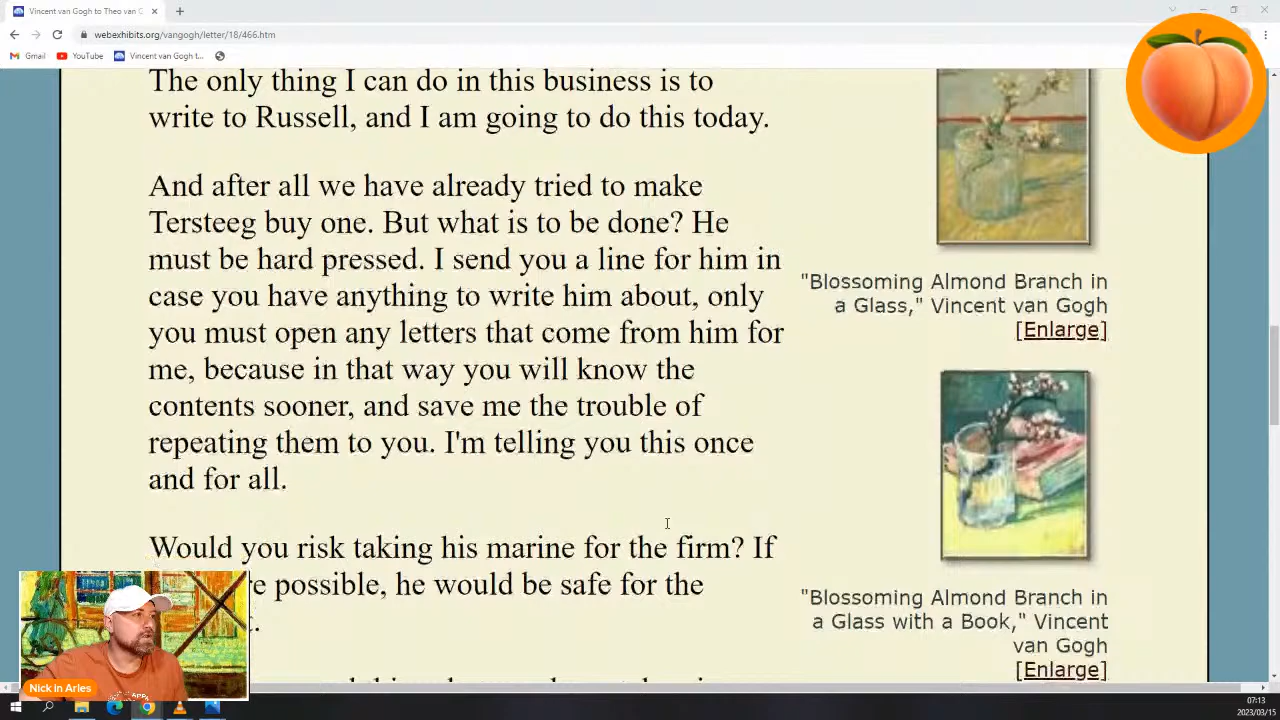 Vincent van Gogh to Theo van G
webexhibits.org/vangogh/letter/18/466.htm
Gmail
YouTube
Vincent van Gogh t...
The only thing I can do in this business is to
write to Russell, and I am going to do this today.
And after all we have already tried to make
Tersteeg buy one. But what is to be done? He
must be hard pressed. I send you a line for him in
case you have anything to write him about, only
you must open any letters that come from him for
me, because in that way you will know the
contents sooner, and save me the trouble of
repeating them to you. I'm telling you this once
and for all.
Would you risk taking his marine for the firm? If
re possible, he would be safe for the
"Blossoming Almond Branch in
a Glass," Vincent van Gogh
[Enlarge]
"Blossoming Almond Branch in
a Glass with a Book," Vincent
van Gogh
[Enlarge]
Nick in Arles
07:13
2023/03/15